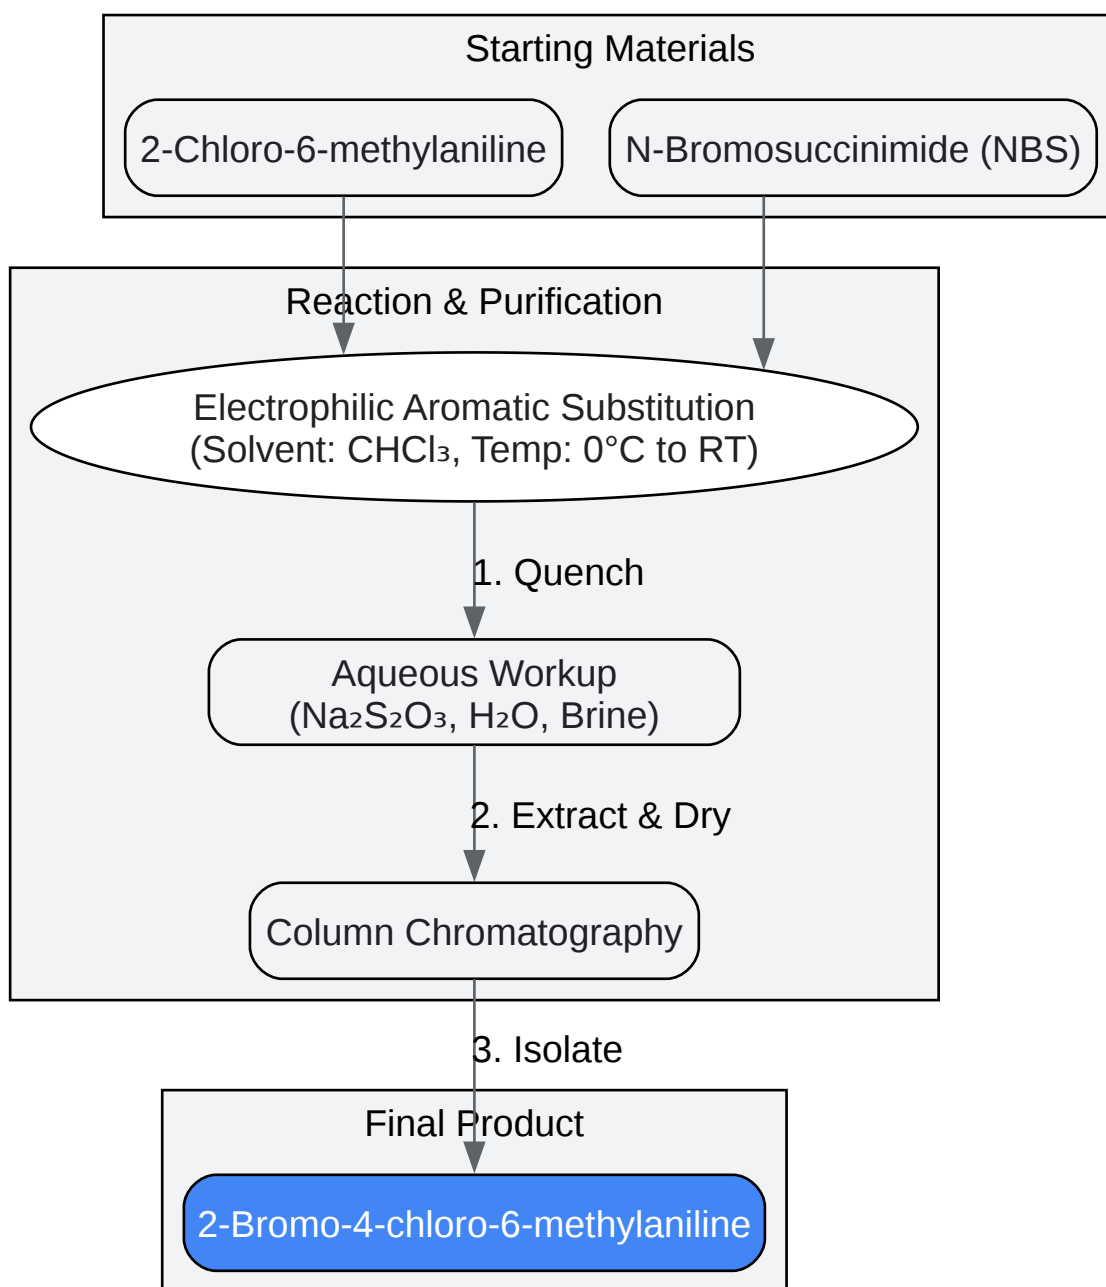 Starting Materials
2-Chloro-6-methylaniline
N-Bromosuccinimide (NBS)
Reaction & Purification
Electrophilic Aromatic Substitution
(Solvent: CHCl₃, Temp: 0°C to RT)
1. Quench
Aqueous Workup
(Na₂S₂O₃, H₂O, Brine)
2. Extract & Dry
Column Chromatography
3. Isolate
Final Product
2-Bromo-4-chloro-6-methylaniline